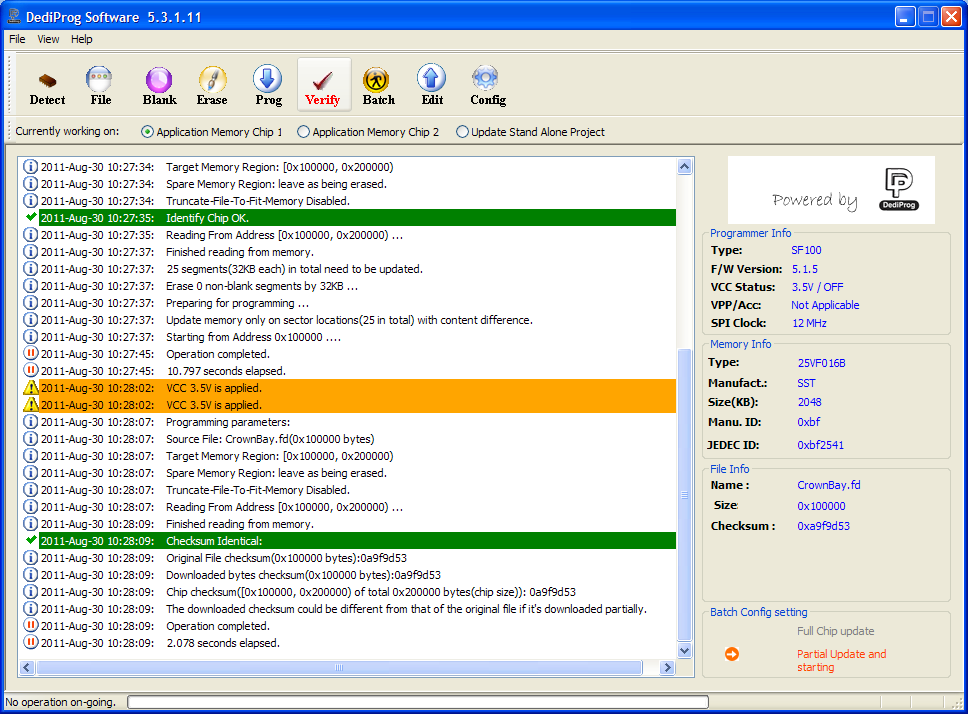 DediProg Software 5.3.1.11
File View Help
Detect File Blank Erase Prog Verify Batch Edit Config
Currently working on: Application Memory Chip 1 Application Memory Chip 2 Update Stand Alone Project
2011-Aug-30 10:27:34: Target Memory Region: [0x100000, 0x200000)
2011-Aug-30 10:27:34: Spare Memory Region: leave as being erased.
2011-Aug-30 10:27:34: Truncate-File-To-Fit-Memory Disabled.
2011-Aug-30 10:27:35: Identify Chip OK.
2011-Aug-30 10:27:35: Reading From Address [0x100000, 0x200000) ...
2011-Aug-30 10:27:37: Finished reading from memory.
2011-Aug-30 10:27:37: 25 segments(32KB each) in total need to be updated.
2011-Aug-30 10:27:37: Erase 0 non-blank segments by 32KB ...
2011-Aug-30 10:27:37: Preparing for programming ...
2011-Aug-30 10:27:37: Update memory only on sector locations(25 in total) with content difference.
2011-Aug-30 10:27:37: Starting from Address 0x100000 ....
2011-Aug-30 10:27:45: Operation completed.
2011-Aug-30 10:27:45: 10.797 seconds elapsed.
2011-Aug-30 10:28:02: VCC 3.5V is applied.
2011-Aug-30 10:28:02: VCC 3.5V is applied.
2011-Aug-30 10:28:07: Programming parameters:
2011-Aug-30 10:28:07: Source File: CrownBay.fd(0x100000 bytes)
2011-Aug-30 10:28:07: Target Memory Region: [0x100000, 0x200000)
2011-Aug-30 10:28:07: Spare Memory Region: leave as being erased.
2011-Aug-30 10:28:07: Truncate-File-To-Fit-Memory Disabled.
2011-Aug-30 10:28:07: Reading From Address [0x100000, 0x200000) ...
2011-Aug-30 10:28:09: Finished reading from memory.
2011-Aug-30 10:28:09: Checksum Identical:
2011-Aug-30 10:28:09: Original File checksum(0x100000 bytes):0a9f9d53
2011-Aug-30 10:28:09: Downloaded bytes checksum(0x100000 bytes):0a9f9d53
2011-Aug-30 10:28:09: Chip checksum([0x100000, 0x200000) of total 0x200000 bytes(chip size)): 0a9f9d53
2011-Aug-30 10:28:09: The downloaded checksum could be different from that of the original file if it's downloaded partially.
2011-Aug-30 10:28:09: Operation completed.
2011-Aug-30 10:28:09: 2.078 seconds elapsed.
Powered by DediProg
Programmer Info
Type: SF100
F/W Version: 5.1.5
VCC Status: 3.5V / OFF
VPP/Acc: Not Applicable
SPI Clock: 12 MHz
Memory Info
Type: 25VF016B
Manufact.: SST
Size(KB): 2048
Manu. ID: 0xbf
JEDEC ID: 0xbf2541
File Info
Name : CrownBay.fd
Size: 0x100000
Checksum : 0xa9f9d53
Batch Config setting
Full Chip update
Partial Update and
starting
No operation on-going.